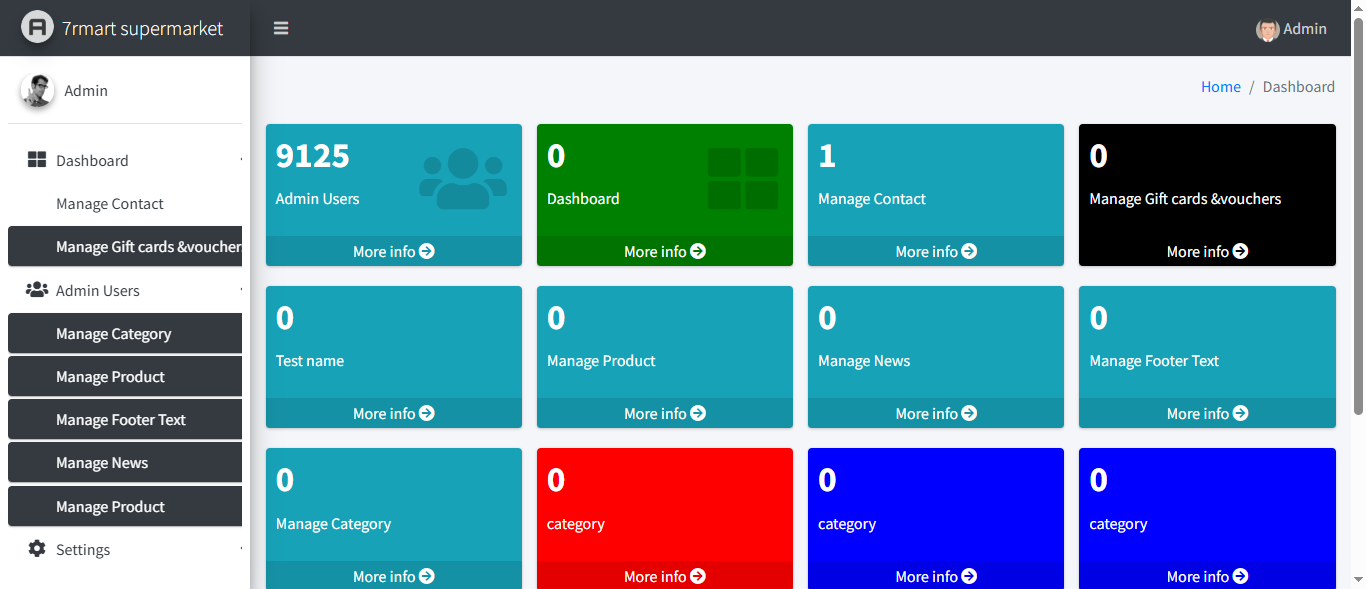 7rmart supermarket
Admin
Admin
Home / Dashboard
Dashboard
Manage Contact
Manage Gift cards &voucher
Admin Users
Manage Category
Manage Product
Manage Footer Text
Manage News
Manage Product
Settings
9125
Admin Users
More info
0
Dashboard
More info
1
Manage Contact
More info
0
Manage Gift cards &vouchers
More info
0
Test name
More info
0
Manage Product
More info
0
Manage News
More info
0
Manage Footer Text
More info
0
Manage Category
More info
0
category
More info
0
category
More info
0
category
More info